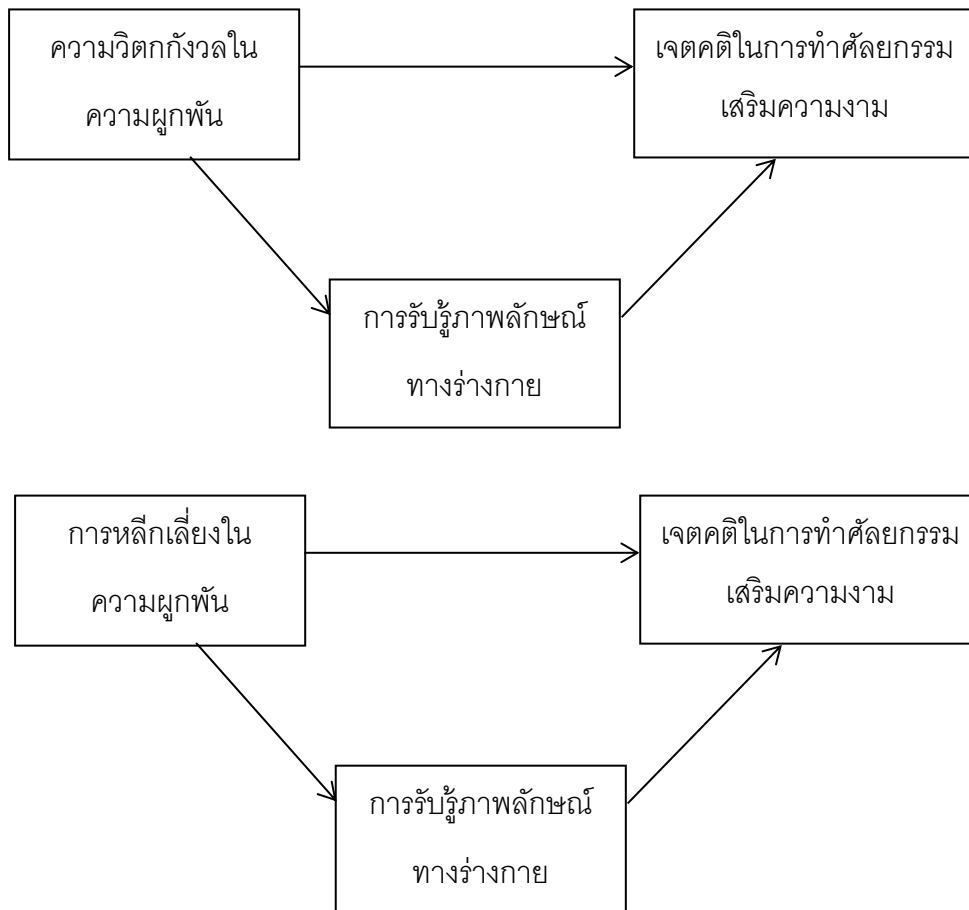 ความวิตกกังวลใน
ความผูกพัน
เจตคติในการทำศัลยกรรม
เสริมความงาม
การรับรู้ภาพลักษณ์
ทางร่างกาย
การหลีกเลี่ยงใน
ความผูกพัน
เจตคติในการทำศัลยกรรม
เสริมความงาม
การรับรู้ภาพลักษณ์
ทางร่างกาย